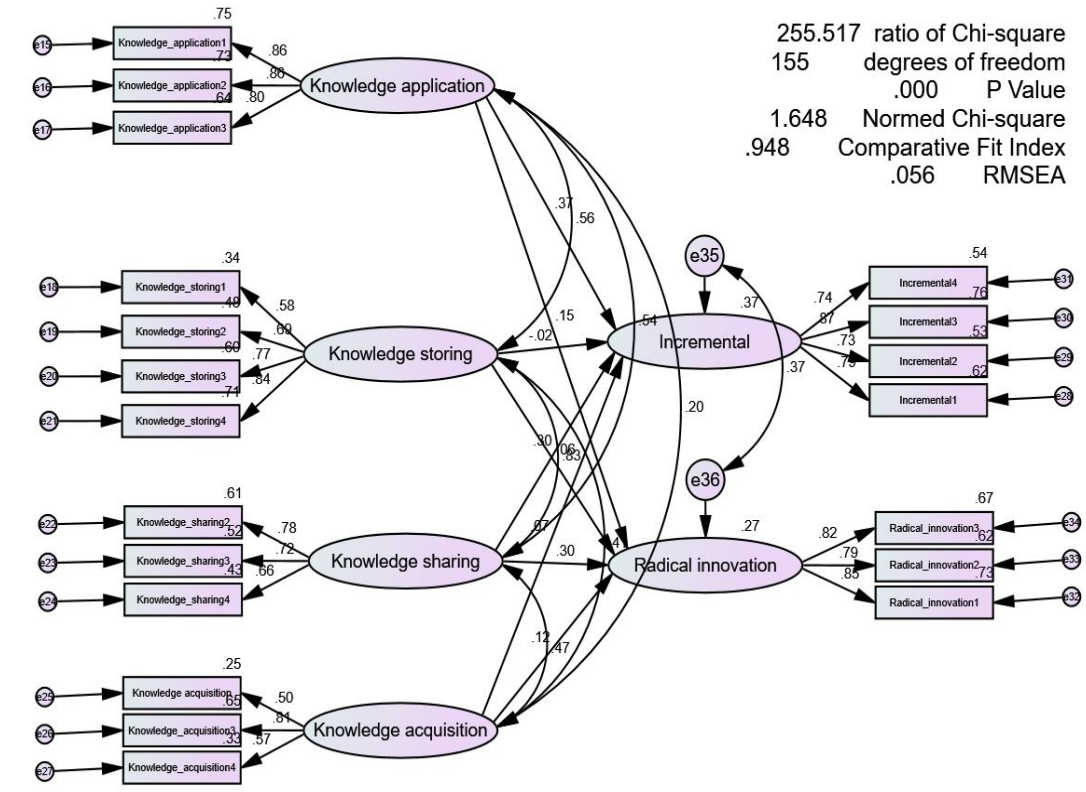 255.517 ratio of Chi-square
155 degrees of freedom
.000 P Value
1.648 Normed Chi-square
.948 Comparative Fit Index
.056 RMSEA
.75
e15 Knowledge_application1 .86
.73
e16 Knowledge_application2 .86 Knowledge application
.64 .80
e17 Knowledge_application3
.37 .56
.34
e18 Knowledge_storing1 .58
.48
e19 Knowledge_storing2 .69
.60
e20 Knowledge_storing3 .77 Knowledge storing
.71 .84
e21 Knowledge_storing4
e35
.15 -.02 .54 Incremental .37
.37
.20
.54
.74 Incremental4 e31
.76
.87 Incremental3 e30
.53
.73 Incremental2 e29
.62
Incremental1 e28
.30 .06 .83
.61
e22 Knowledge_sharing2 .78
.52
e23 Knowledge_sharing3 .72 Knowledge sharing
.43 .66
e24 Knowledge_sharing4
e36
.07 .30 .27
Radical innovation
.67
.82 Radical_innovation3 e34
.62
.79 Radical_innovation2 e33
.73
.85 Radical_innovation1 e32
.12 .47
.25
e25 Knowledge acquisition .50
.65
e26 Knowledge_acquisition3 .81 Knowledge acquisition
.33 .57
e27 Knowledge_acquisition4